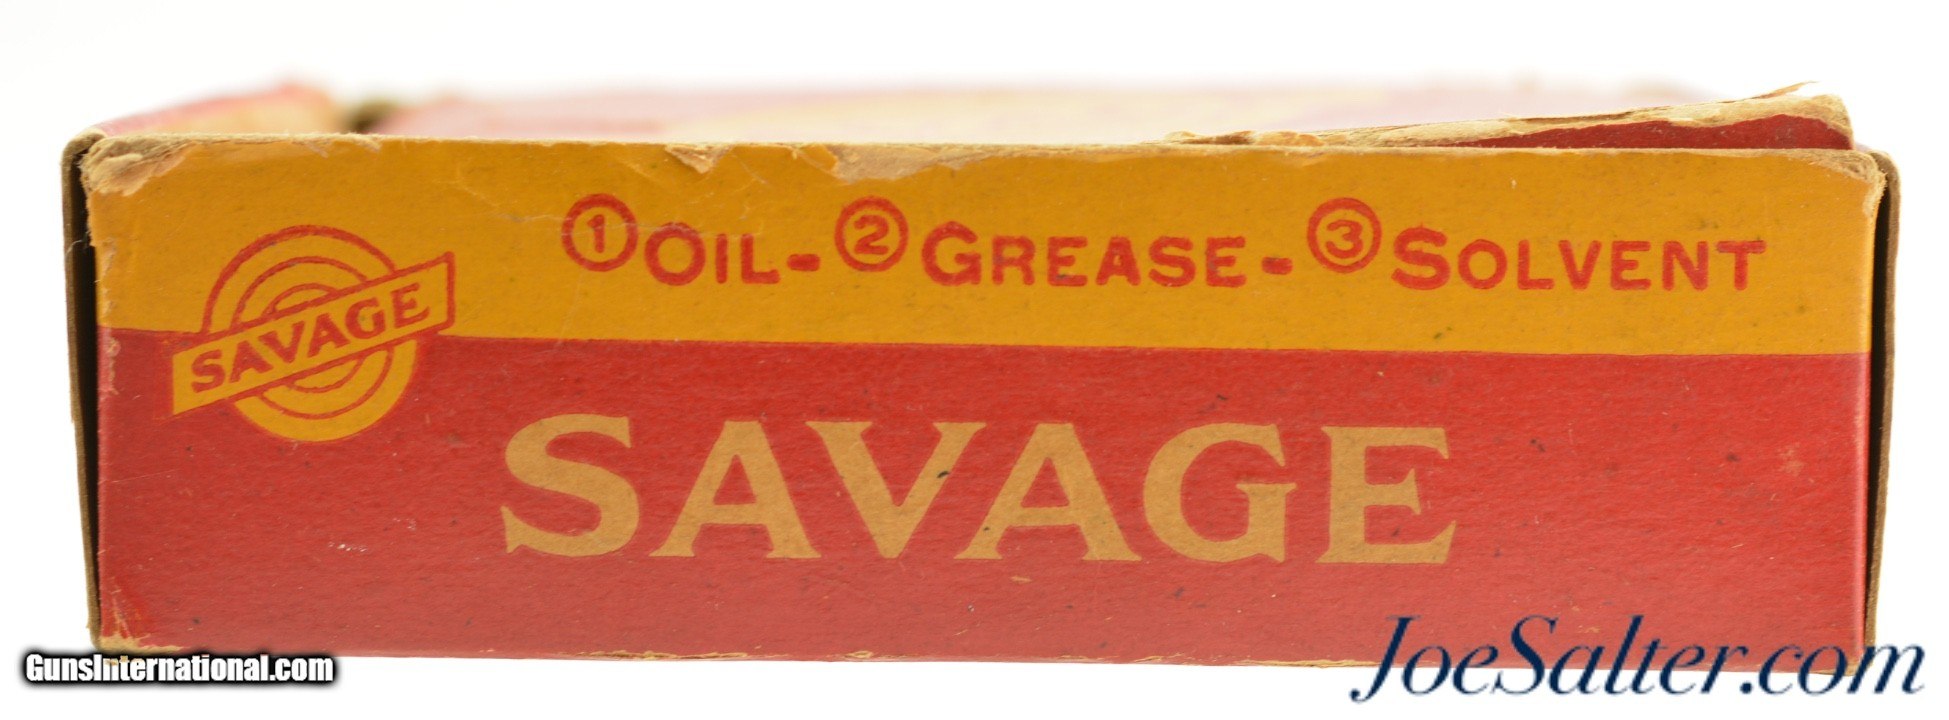 ①OIL-②GREASE-③SOLVENT
SAVAGE
SAVAGE
GunsInternational.com
JoeSalter.com